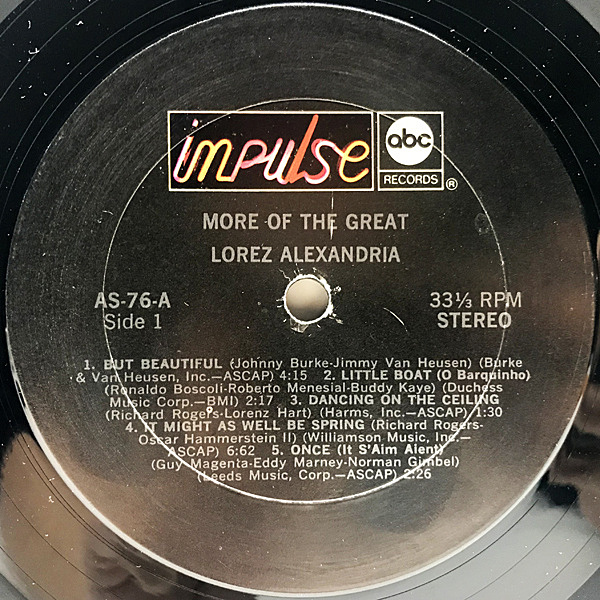 impulse abc
RECORDS ®
MORE OF THE GREAT
LOREZ ALEXANDRIA
AS-76-A 33⅓ RPM
Side 1 STEREO
1. BUT BEAUTIFUL (Johnny Burke-Jimmy Van Heusen) (Burke
& Van Heusen, Inc.—ASCAP) 4:15 2. LITTLE BOAT (O Barquinho)
(Ronaldo Boscoli-Roberto Menesial-Buddy Kaye) (Duchess
Music Corp.—BMI) 2:17 3. DANCING ON THE CEILING
(Richard Rogers-Lorenz Hart) (Harms, Inc.—ASCAP) 1:30
4. IT MIGHT AS WELL BE SPRING (Richard Rogers-
Oscar Hammerstein II) (Williamson Music, Inc.—
ASCAP) 6:62 5. ONCE (It S'Aim Aient)
(Guy Magenta-Eddy Marney-Norman Gimbel)
(Leeds Music, Corp.—ASCAP) 2:26